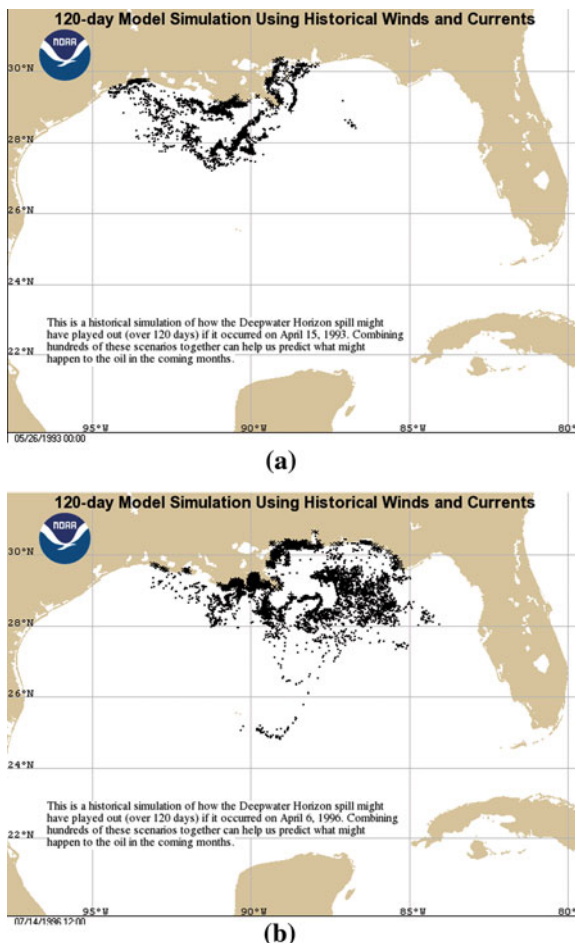 120-day Model Simulation Using Historical Winds and Currents
NOAA
30°N
28°N
26°N
24°N
22°N
This is a historical simulation of how the Deepwater Horizon spill might
have played out (over 120 days) if it occurred on April 15, 1993. Combining
hundreds of these scenarios together can help us predict what might
happen to the oil in the coming months.
95°W 90°W 85°W 80°
05/26/1993 00:00
(a)
120-day Model Simulation Using Historical Winds and Currents
NOAA
30°N
28°N
26°N
24°N
22°N
This is a historical simulation of how the Deepwater Horizon spill might
have played out (over 120 days) if it occurred on April 6, 1996. Combining
hundreds of these scenarios together can help us predict what might
happen to the oil in the coming months.
95°W 90°W 85°W 80°
07/14/1996 12:00
(b)